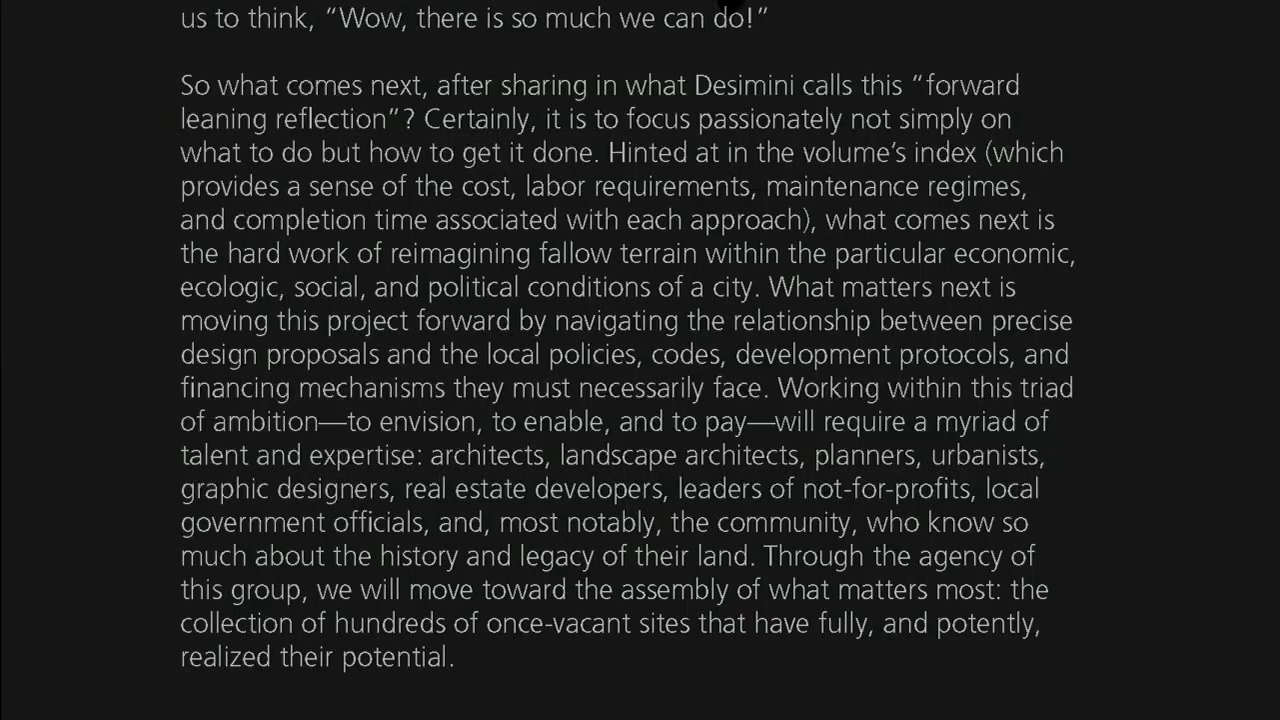 us to think, “Wow, there is so much we can do!”
So what comes next, after sharing in what Desimini calls this “forward
leaning reflection”? Certainly, it is to focus passionately not simply on
what to do but how to get it done. Hinted at in the volume’s index (which
provides a sense of the cost, labor requirements, maintenance regimes,
and completion time associated with each approach), what comes next is
the hard work of reimagining fallow terrain within the particular economic,
ecologic, social, and political conditions of a city. What matters next is
moving this project forward by navigating the relationship between precise
design proposals and the local policies, codes, development protocols, and
financing mechanisms they must necessarily face. Working within this triad
of ambition—to envision, to enable, and to pay—will require a myriad of
talent and expertise: architects, landscape architects, planners, urbanists,
graphic designers, real estate developers, leaders of not-for-profits, local
government officials, and, most notably, the community, who know so
much about the history and legacy of their land. Through the agency of
this group, we will move toward the assembly of what matters most: the
collection of hundreds of once-vacant sites that have fully, and potently,
realized their potential.